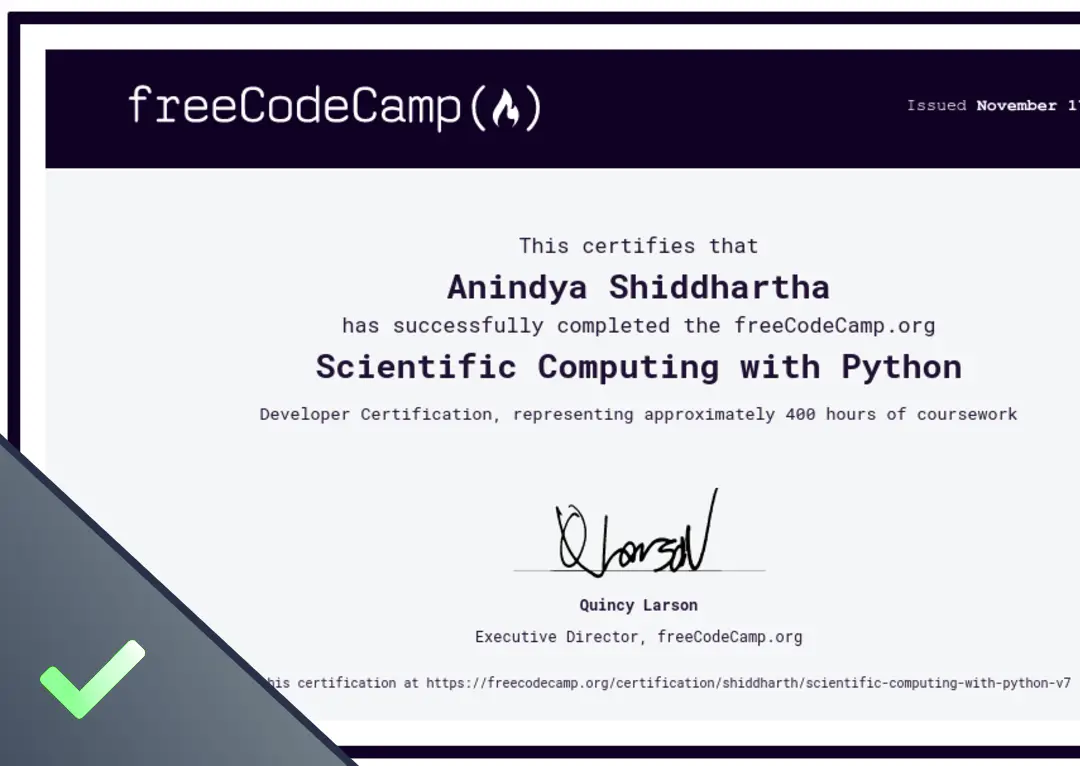 freeCodeCamp(🔥)
Issued November
This certifies that
Anindya Shiddhartha
has successfully completed the freeCodeCamp.org
Scientific Computing with Python
Developer Certification, representing approximately 400 hours of coursework
Quincy Larson
Executive Director, freeCodeCamp.org
certification at https://freecodecamp.org/certification/shiddharth/scientific-computing-with-python-v7